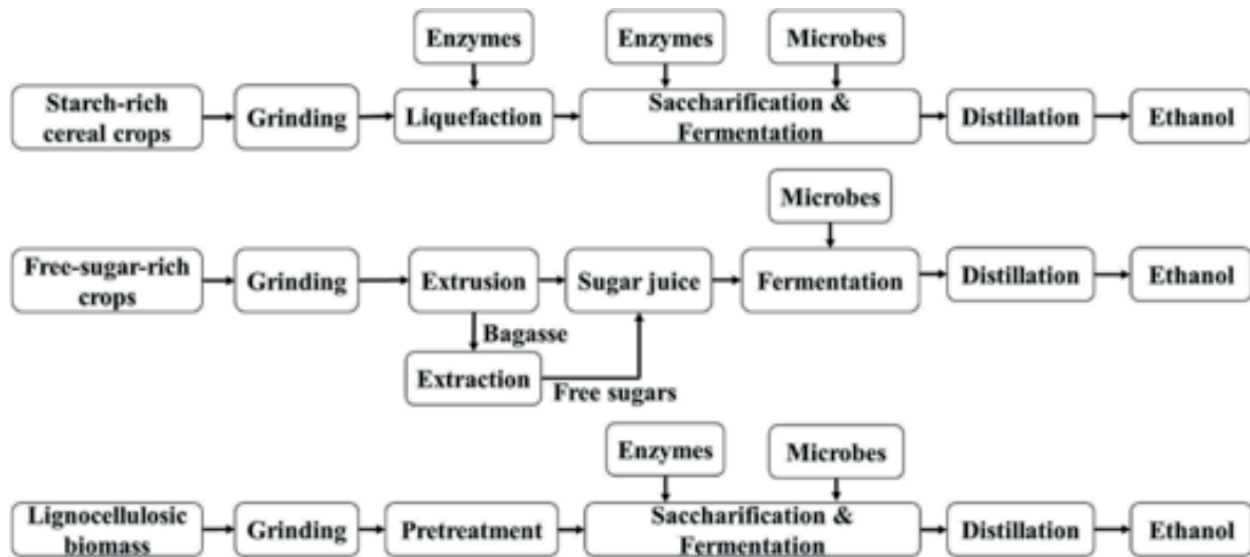 Enzymes
Enzymes
Microbes
Starch-rich
cereal crops
Grinding
Liquefaction
Saccharification &
Fermentation
Distillation
Ethanol
Microbes
Free-sugar-rich
crops
Grinding
Extrusion
Sugar juice
Fermentation
Distillation
Ethanol
Bagasse
Extraction
Free sugars
Enzymes
Microbes
Lignocellulosic
biomass
Grinding
Pretreatment
Saccharification &
Fermentation
Distillation
Ethanol